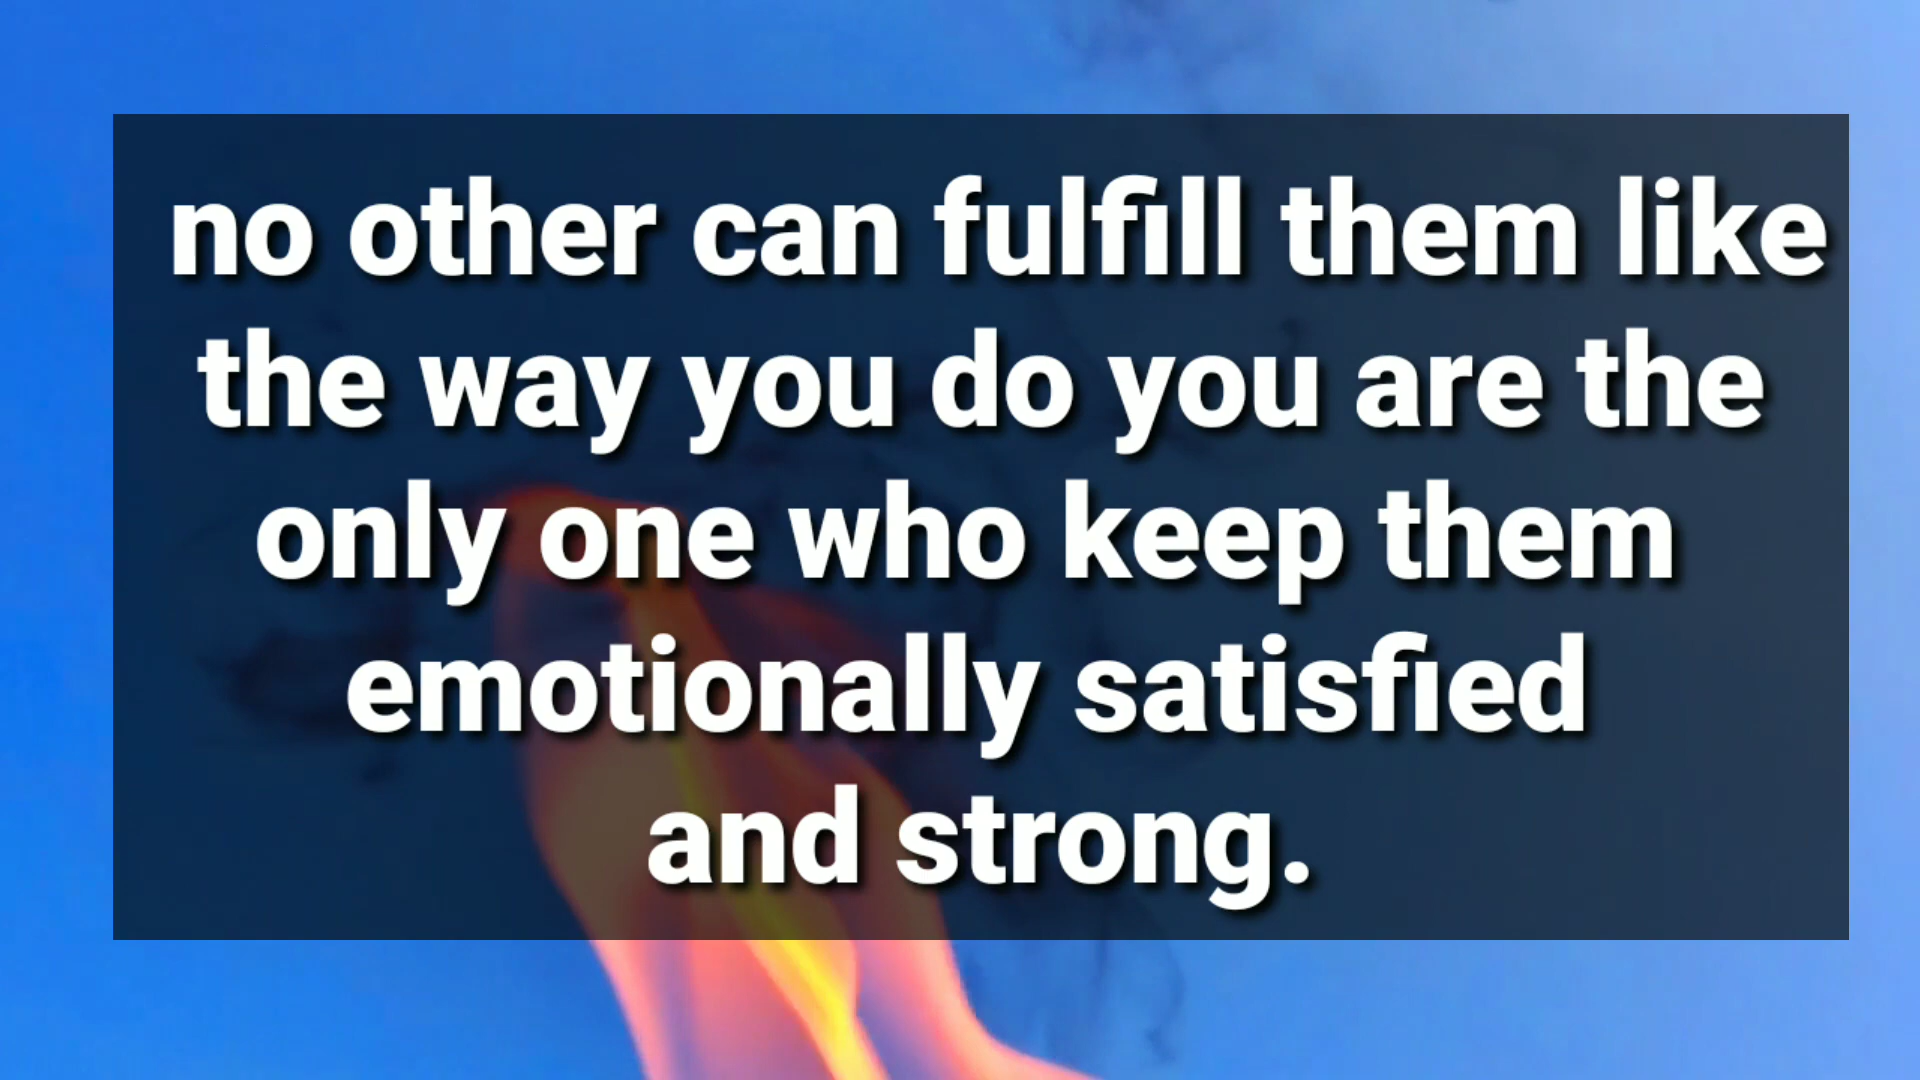 no other can fulfill them like
the way you do you are the
only one who keep them
emotionally satisfied
and strong.